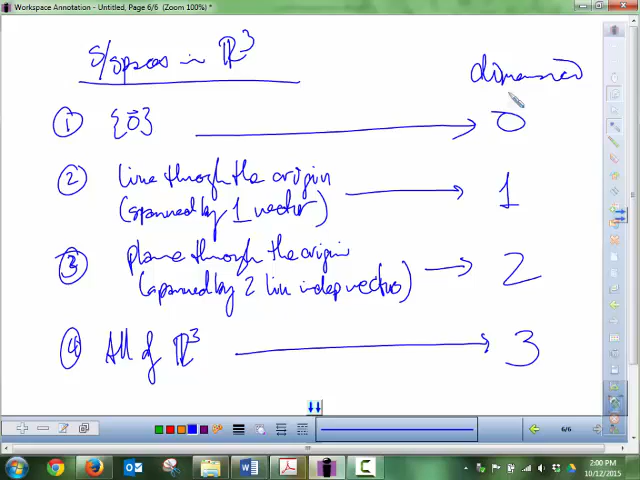 Workspace Annotation - Untitled, Page 6/6 (Zoom 100%) *
S/Spaces in ℝ³
dimension
① {0⃗} → 0
② line through the origin
(spanned by 1 vector) → 1
③ plane through the origin
(spanned by 2 lin indep vectors) → 2
④ All of ℝ³ → 3
6/6
2:00 PM
10/12/2015